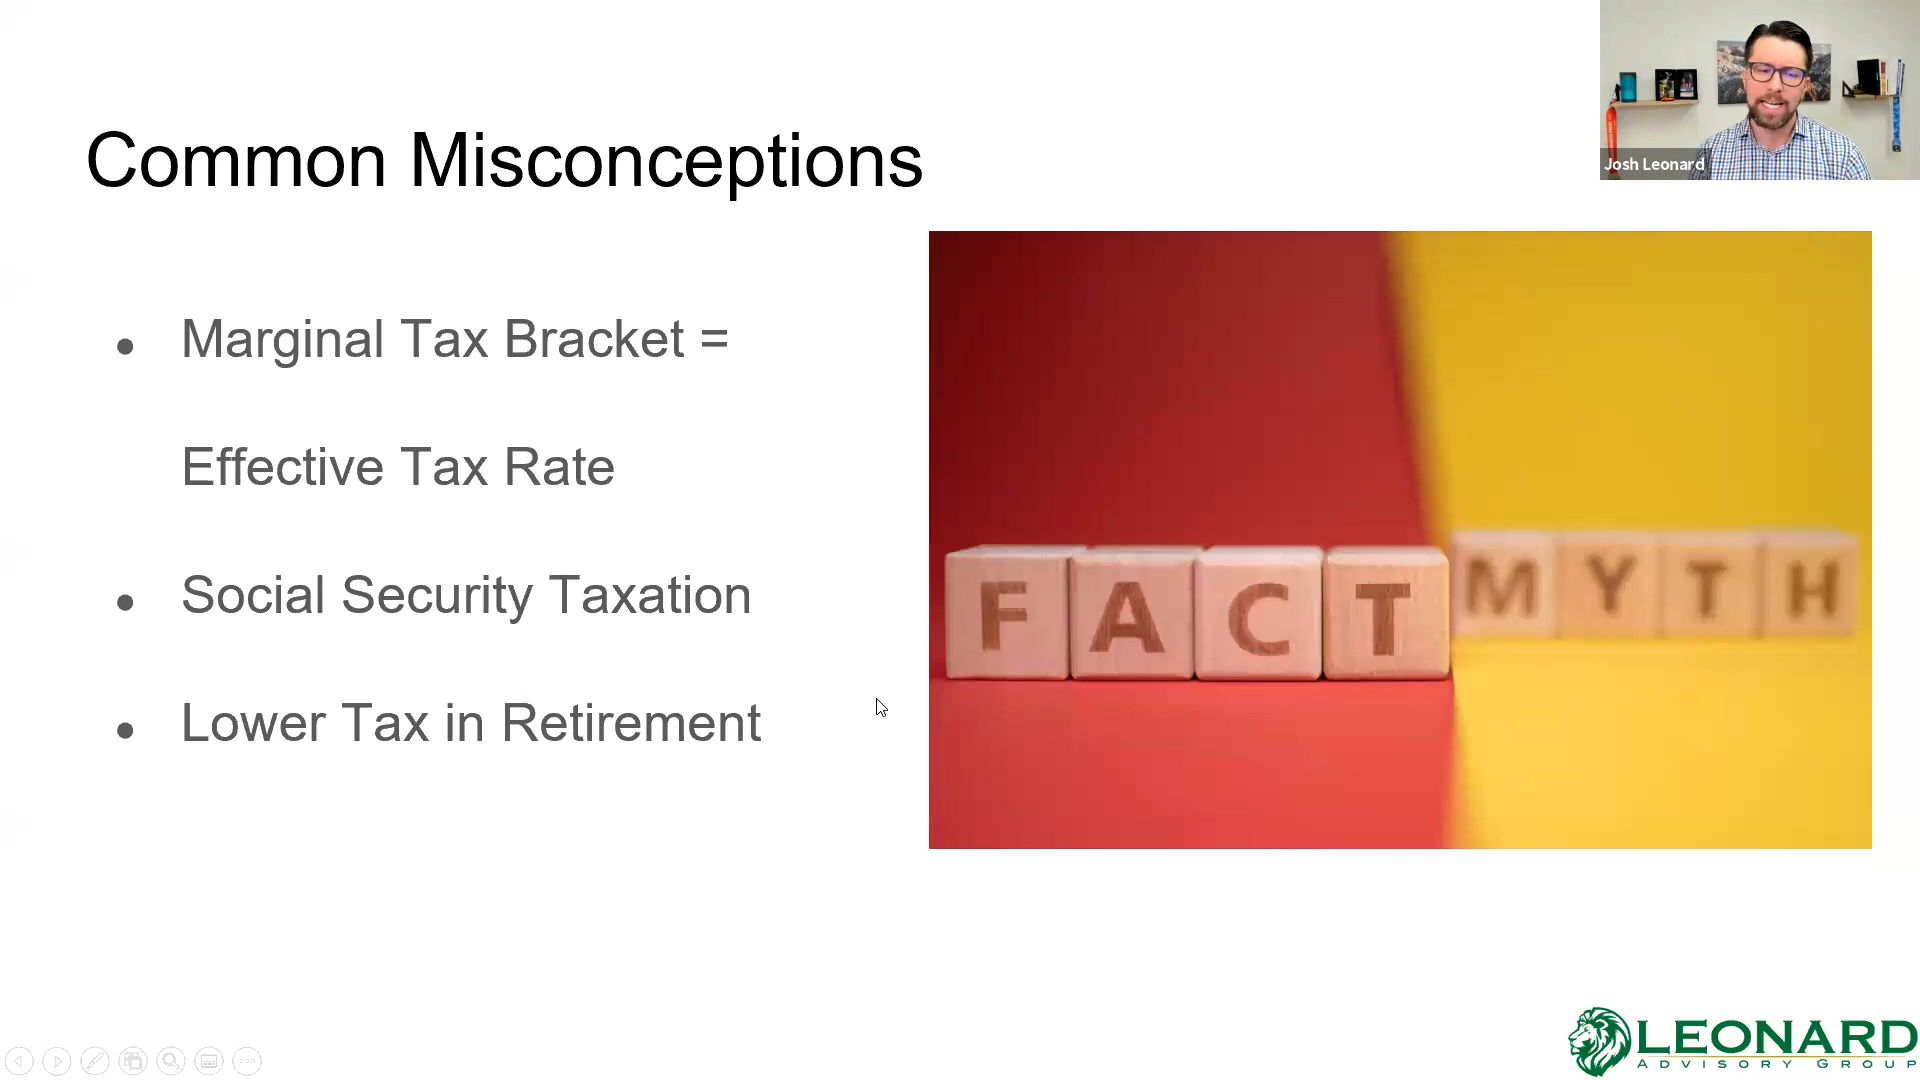 Common Misconceptions
Josh Leonard
• Marginal Tax Bracket =
Effective Tax Rate
• Social Security Taxation
• Lower Tax in Retirement
FACT
MYTH
LEONARD
ADVISORY GROUP